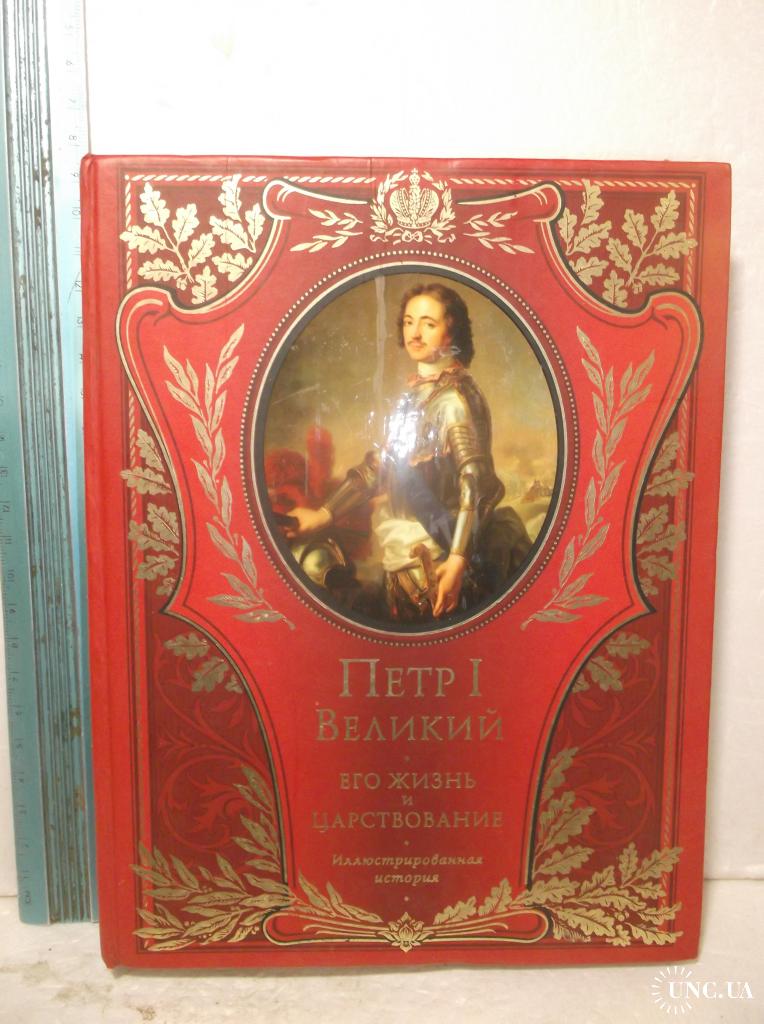 Петр I
Великий
его жизнь
и
царствование
Иллюстрированная
история
UNC.UA